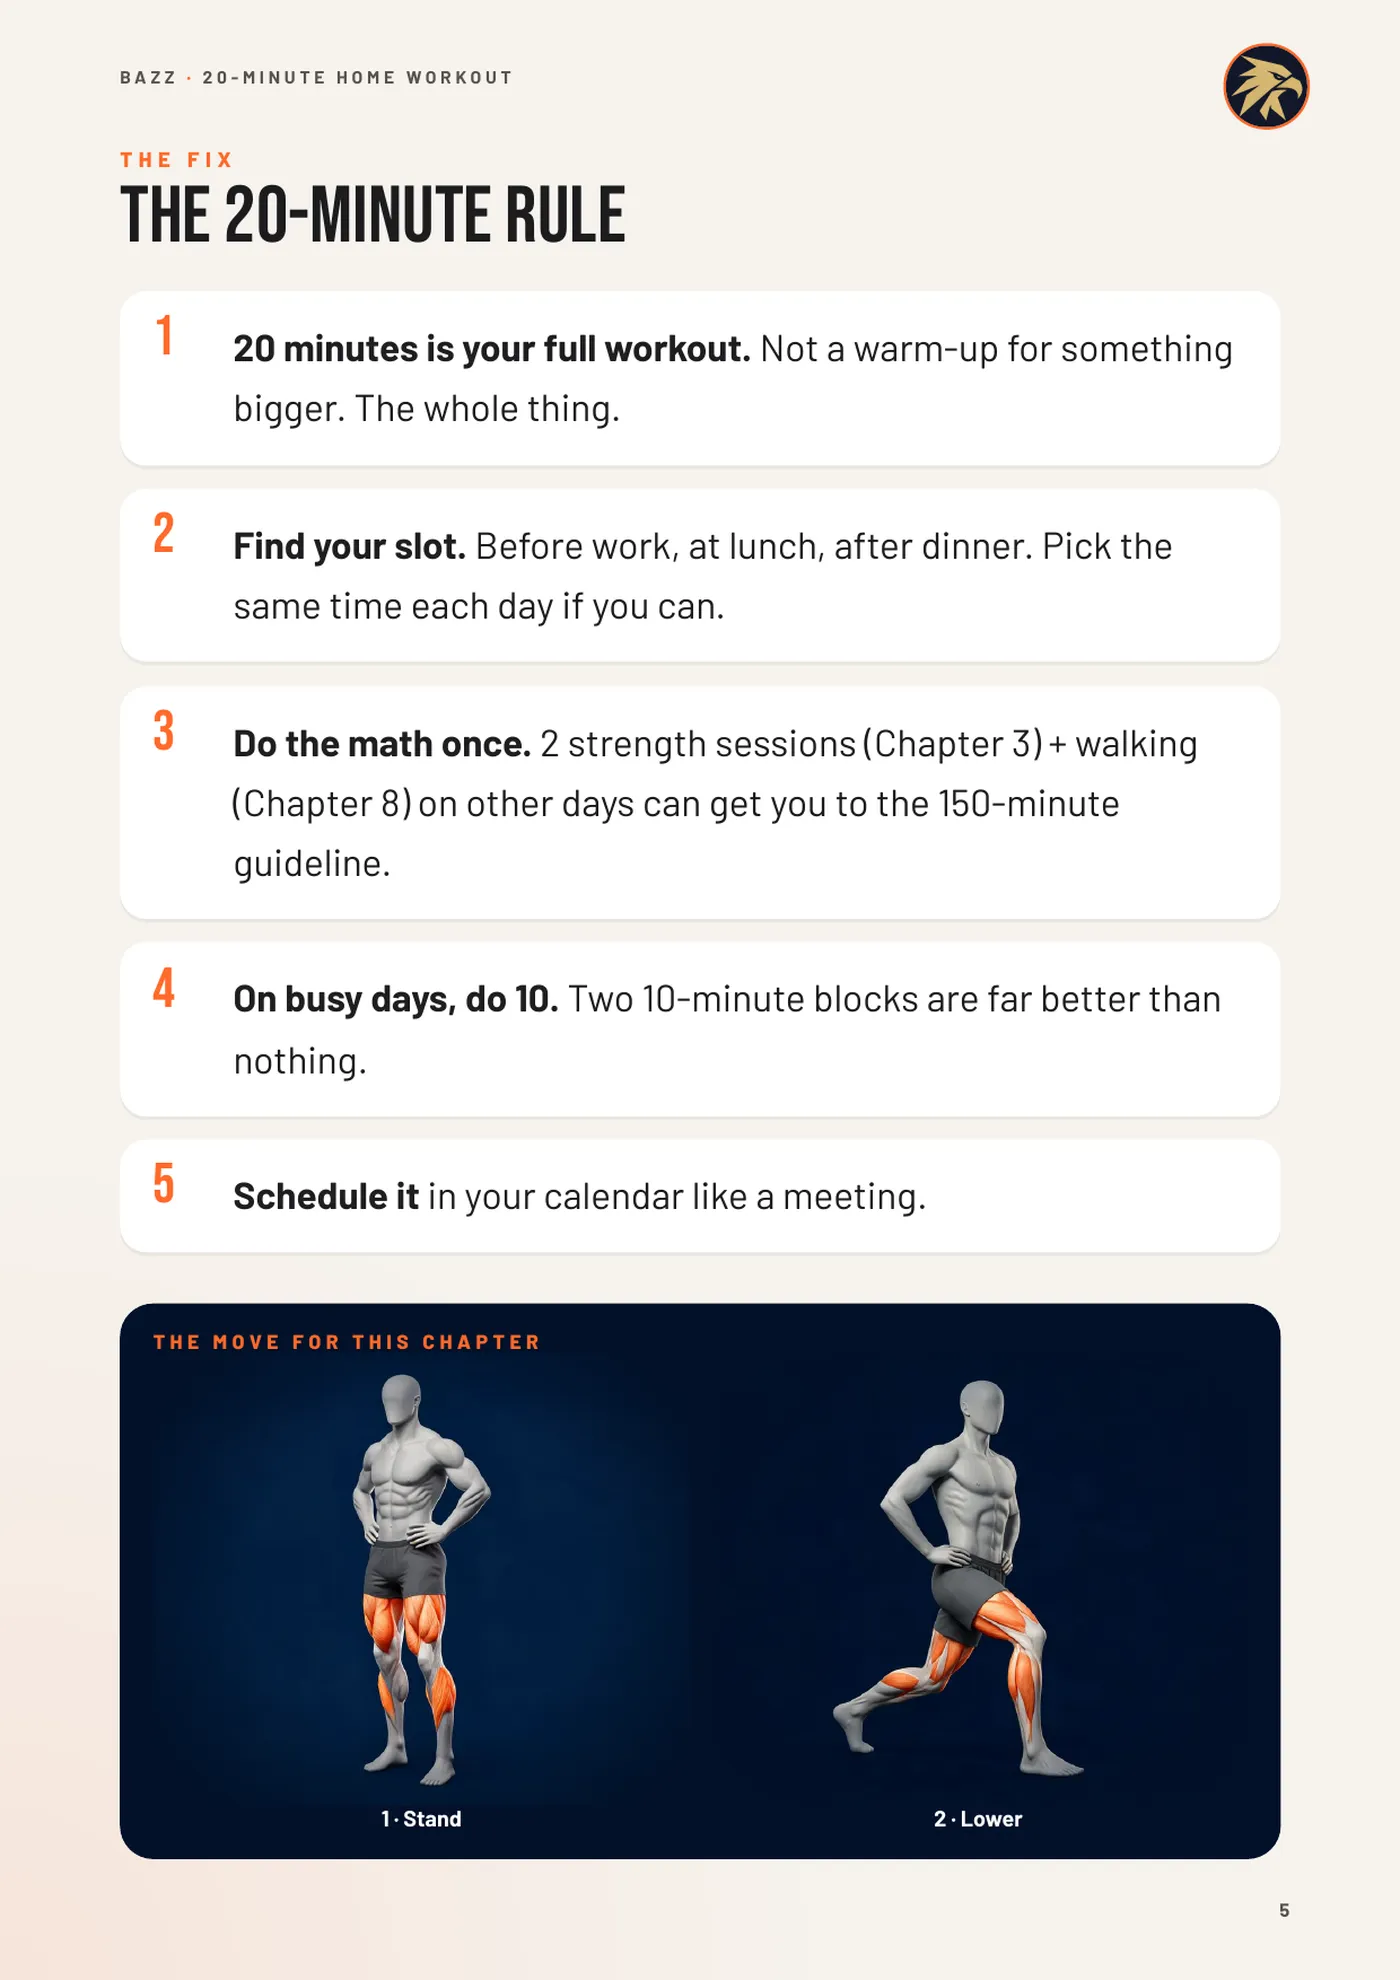 BAZZ · 20-MINUTE HOME WORKOUT
THE FIX
THE 20-MINUTE RULE
1
20 minutes is your full workout. Not a warm-up for something
bigger. The whole thing.
2
Find your slot. Before work, at lunch, after dinner. Pick the
same time each day if you can.
3
Do the math once. 2 strength sessions (Chapter 3) + walking
(Chapter 8) on other days can get you to the 150-minute
guideline.
4
On busy days, do 10. Two 10-minute blocks are far better than
nothing.
5
Schedule it in your calendar like a meeting.
THE MOVE FOR THIS CHAPTER
1 · Stand
2 · Lower
5